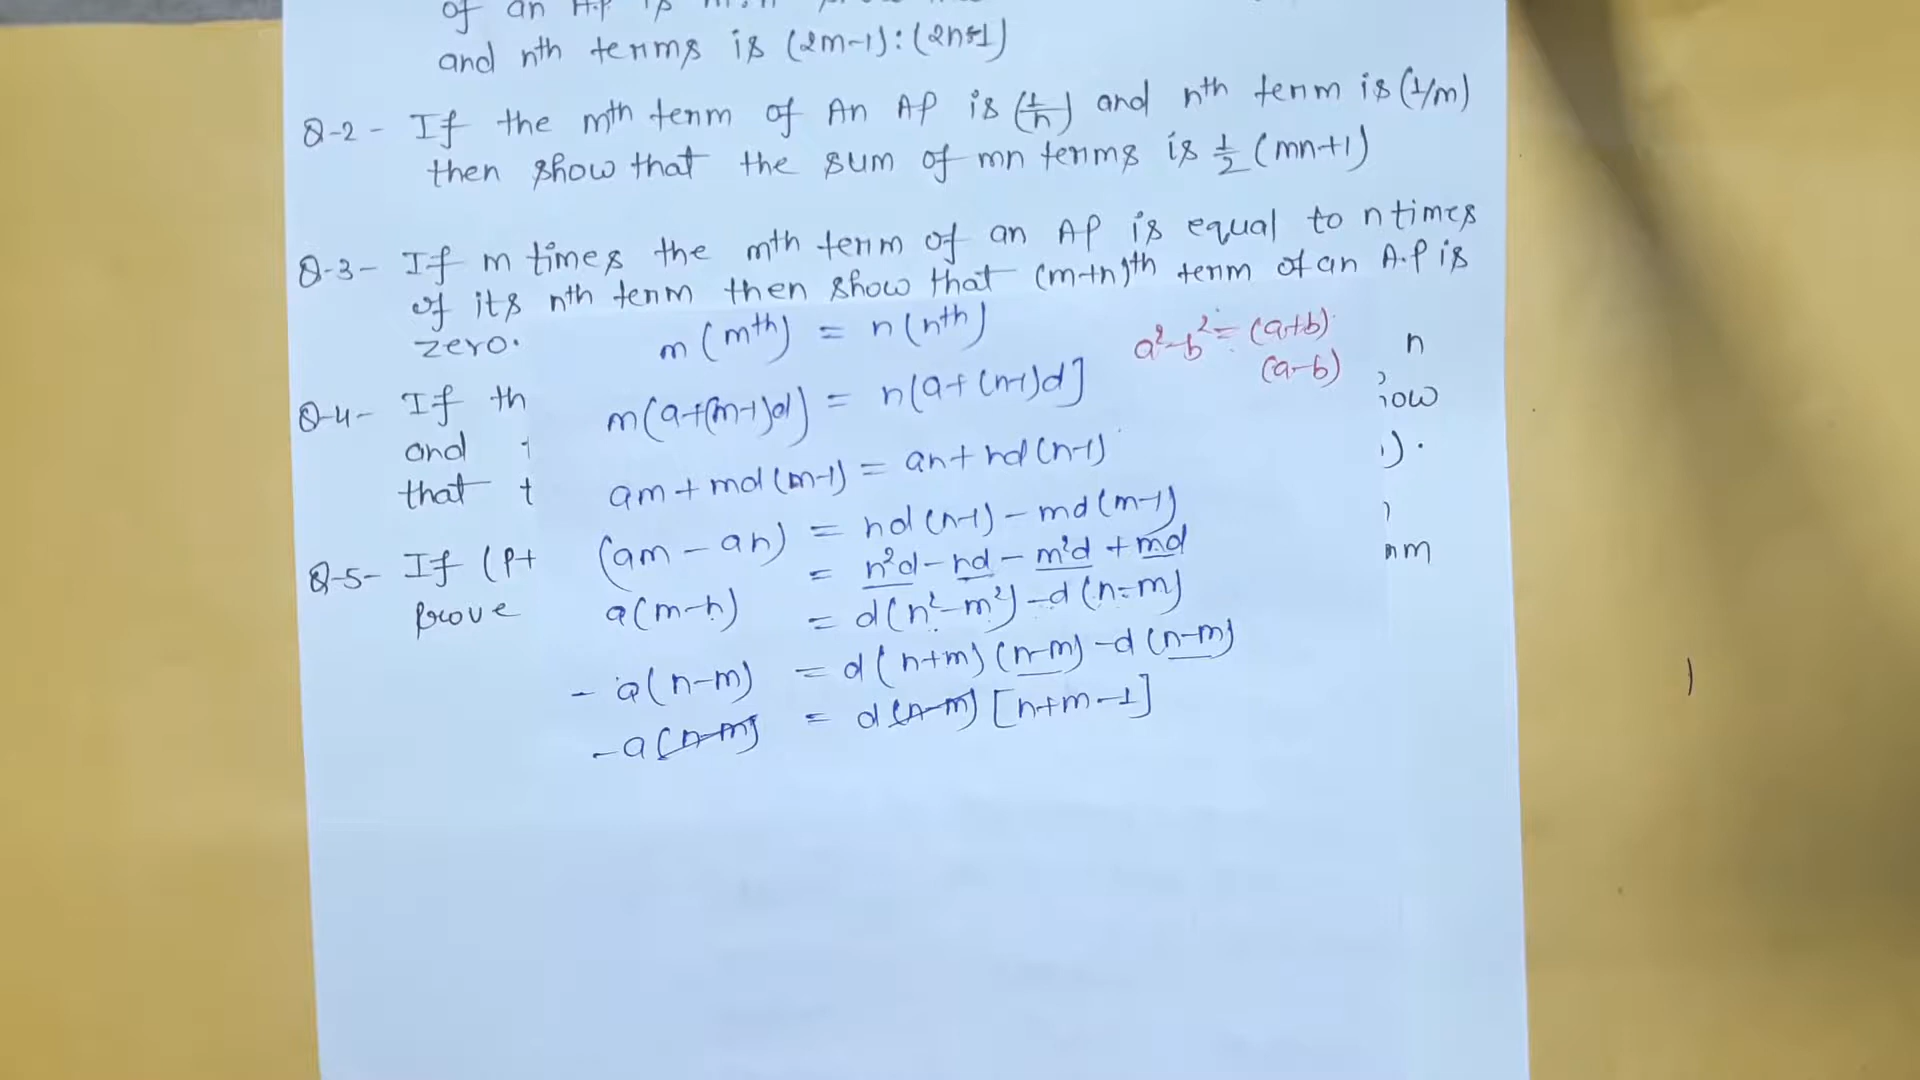 of an A.P is
and nth terms is (2m-1):(2n-1)
Q-2- If the mth term of An AP is (1/n) and nth term is (1/m)
then show that the sum of mn terms is 1/2 (mn+1)
Q-3- If m times the mth term of an AP is equal to n times
of its nth term then show that (m+n)th term of an A.P is
zero.
m(mth) = n(nth)
a²-b² = (a+b)
(a-b)
n
Q-4- If th
m(a+(m-1)d) = n[a+(n-1)d]
iow
and
am + md(m-1) = an + nd(n-1)
).
that t
(am - an) = nd(n-1) - md(m-1)
Q-5- If (P+
= n²d - nd - m²d + md
nm
prove
a(m-n) = d(n²-m²) - d(n-m)
- a(n-m) = d(n+m)(n-m) - d(n-m)
-a(n-m) = d(n-m) [n+m-1]